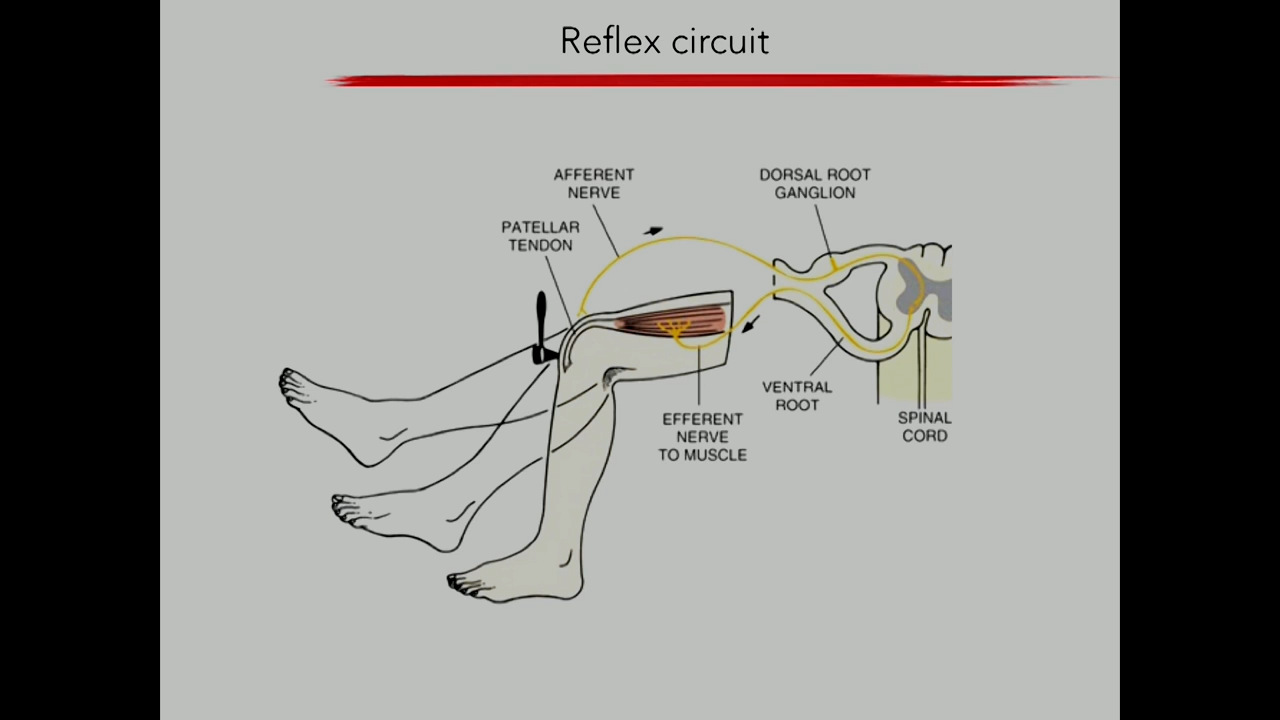 Reflex circuit
AFFERENT
NERVE
DORSAL ROOT
GANGLION
PATELLAR
TENDON
VENTRAL
ROOT
EFFERENT
NERVE
TO MUSCLE
SPINAL
CORD